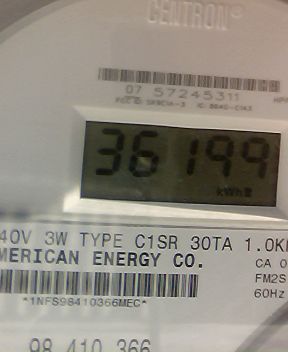 CENTRON®
07 57245311
36199
kWh
40V 3W TYPE C1SR 30TA 1.0K
MERICAN ENERGY CO.
CA 0
FM2S
*1NFS98410366MEC*
60Hz
98 410 366